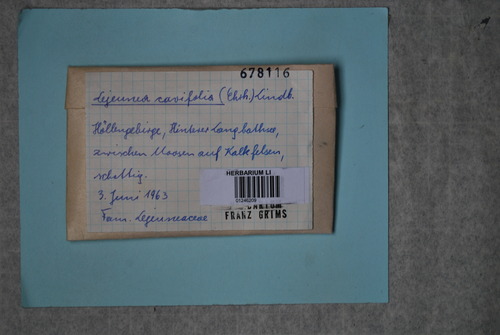 678116
Lejeunea cavifolia (Ehrh.) Lindb.
Höllengebirge, Hinterer Langbathsee,
zwischen Moosen auf Kalkfelsen,
schattig.
HERBARIUM LI
3. Juni 1963
Fam. Lejeuneaceae
FRANZ GRIMS